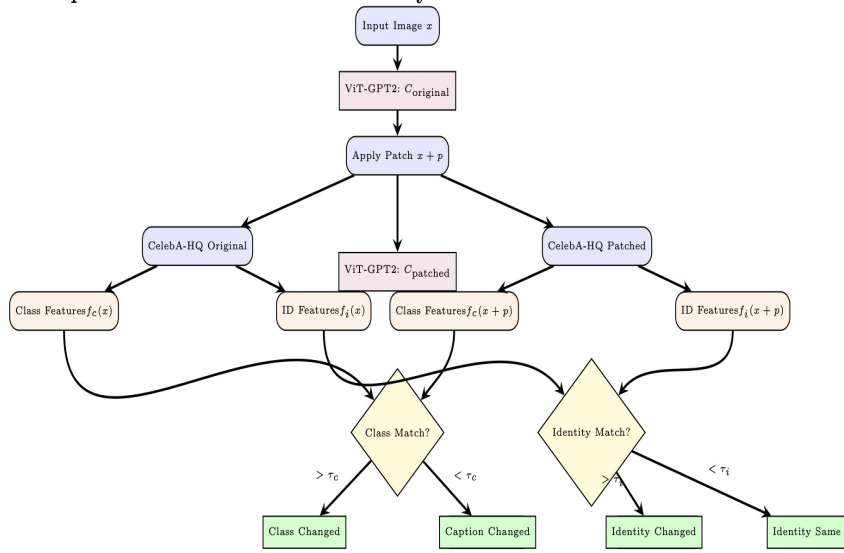 Input Image x
ViT-GPT2: C_original
Apply Patch x + p
CelebA-HQ Original
CelebA-HQ Patched
ViT-GPT2: C_patched
Class Features f_c(x)
ID Features f_i(x)
Class Features f_c(x + p)
ID Features f_i(x + p)
Class Match?
Identity Match?
> τ_c
< τ_c
> τ_i
< τ_i
Class Changed
Caption Changed
Identity Changed
Identity Same